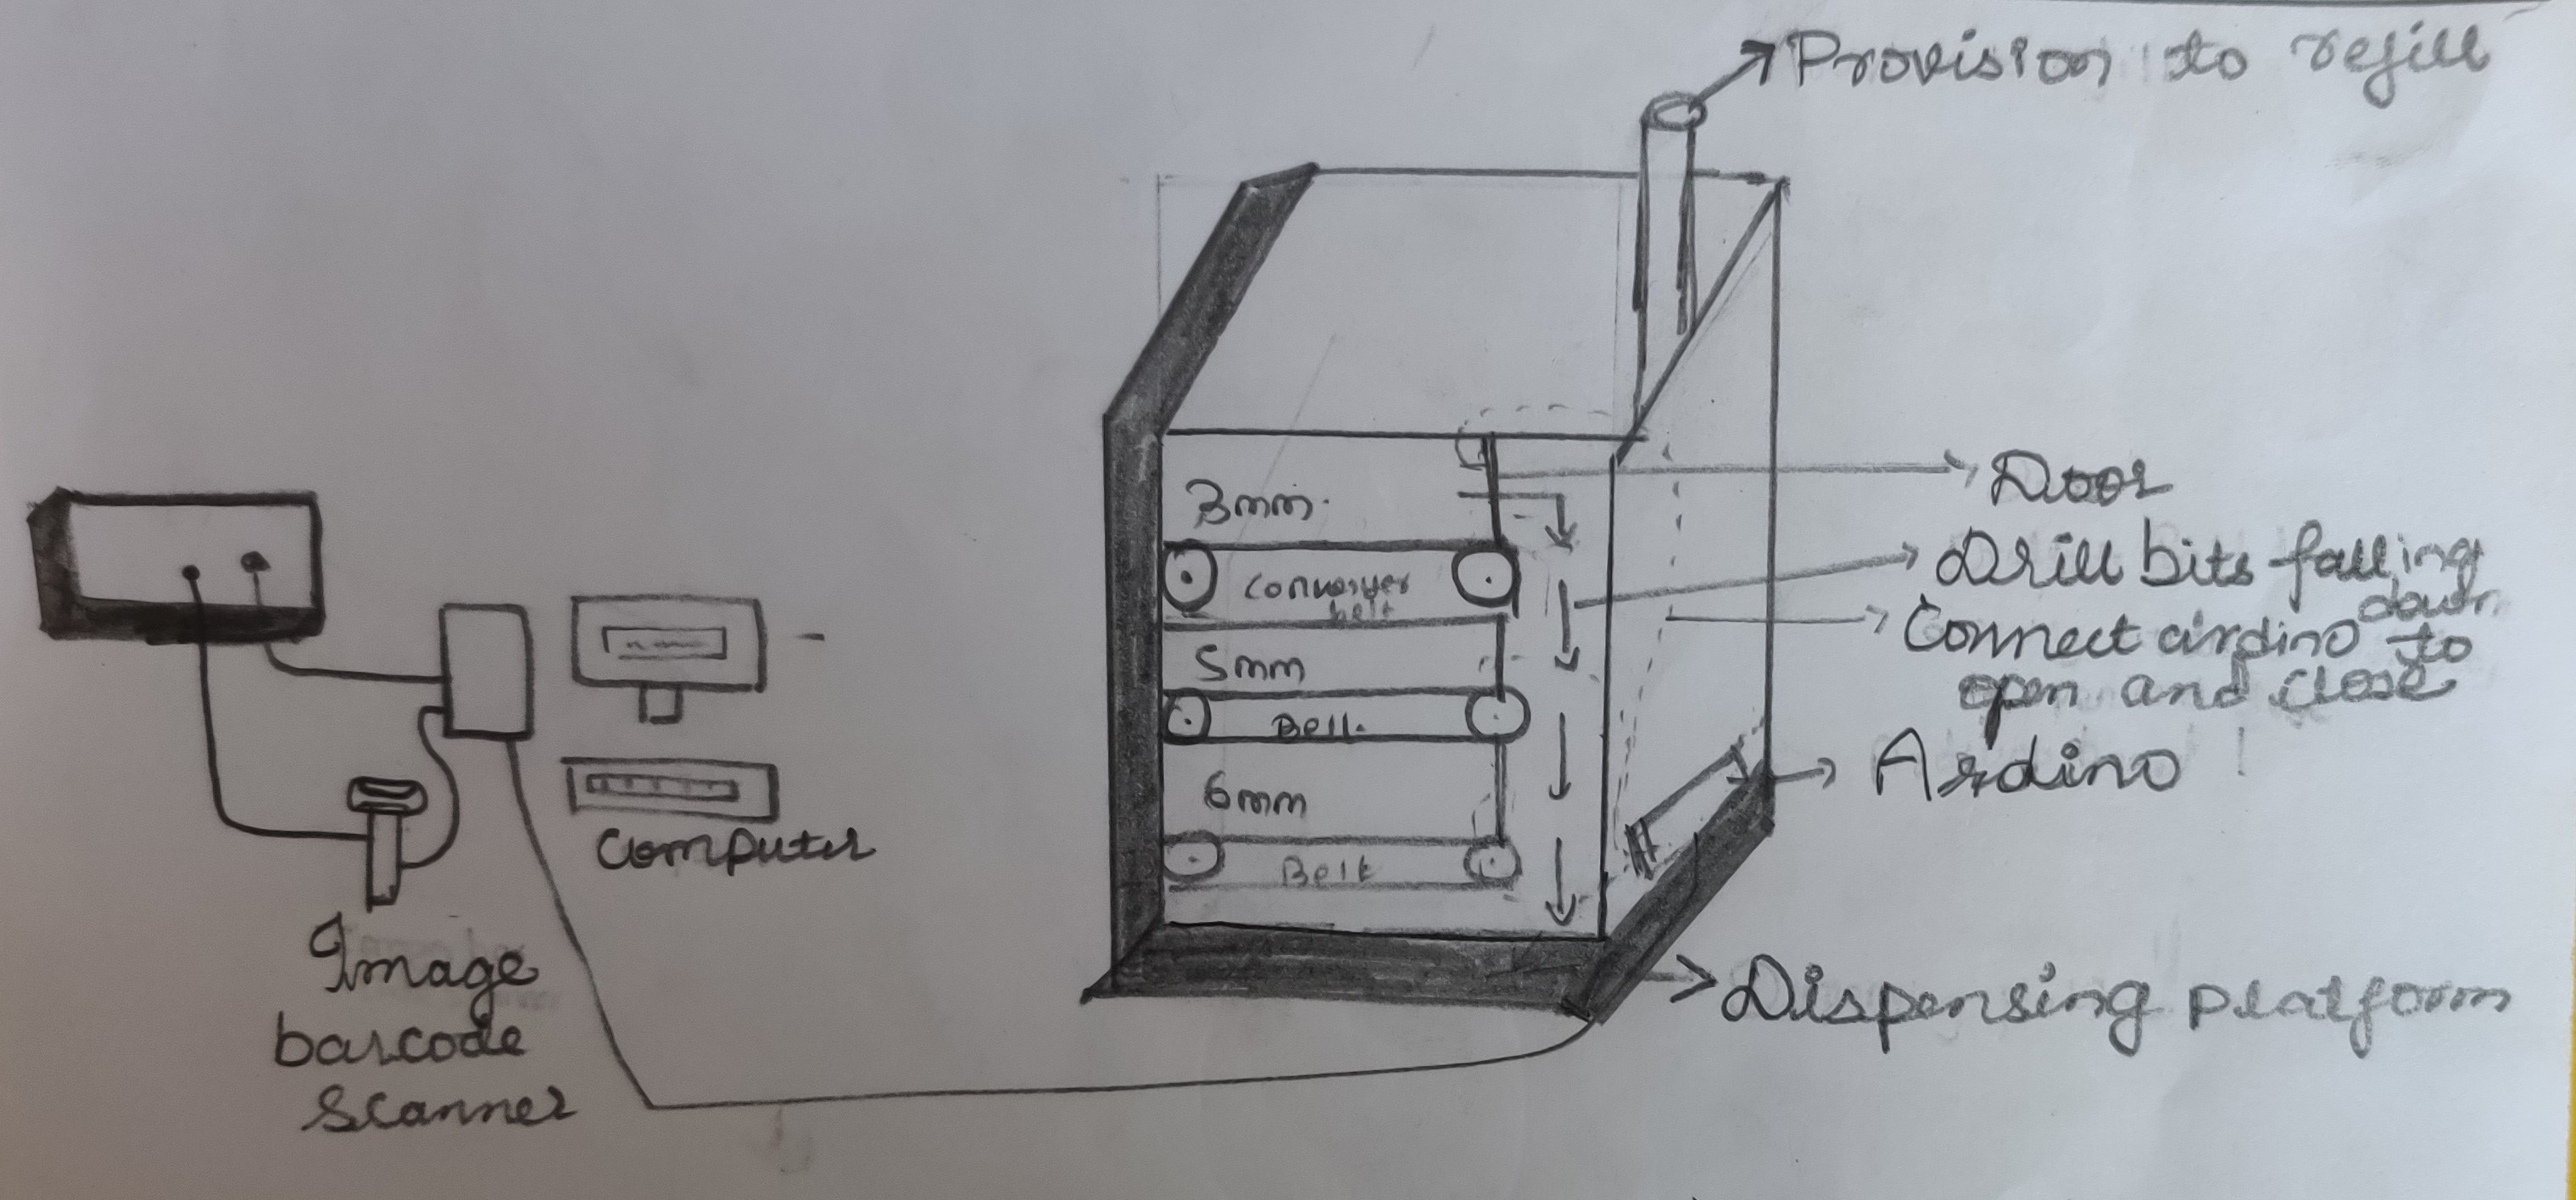 Provision to refill
3mm.
Door
conveyer
belt
Drill bits falling
down
5mm
Connect ardino to
open and close
Belt.
6mm
Ardino
Computer
Belt
Image
barcode
scanner
Dispensing platform